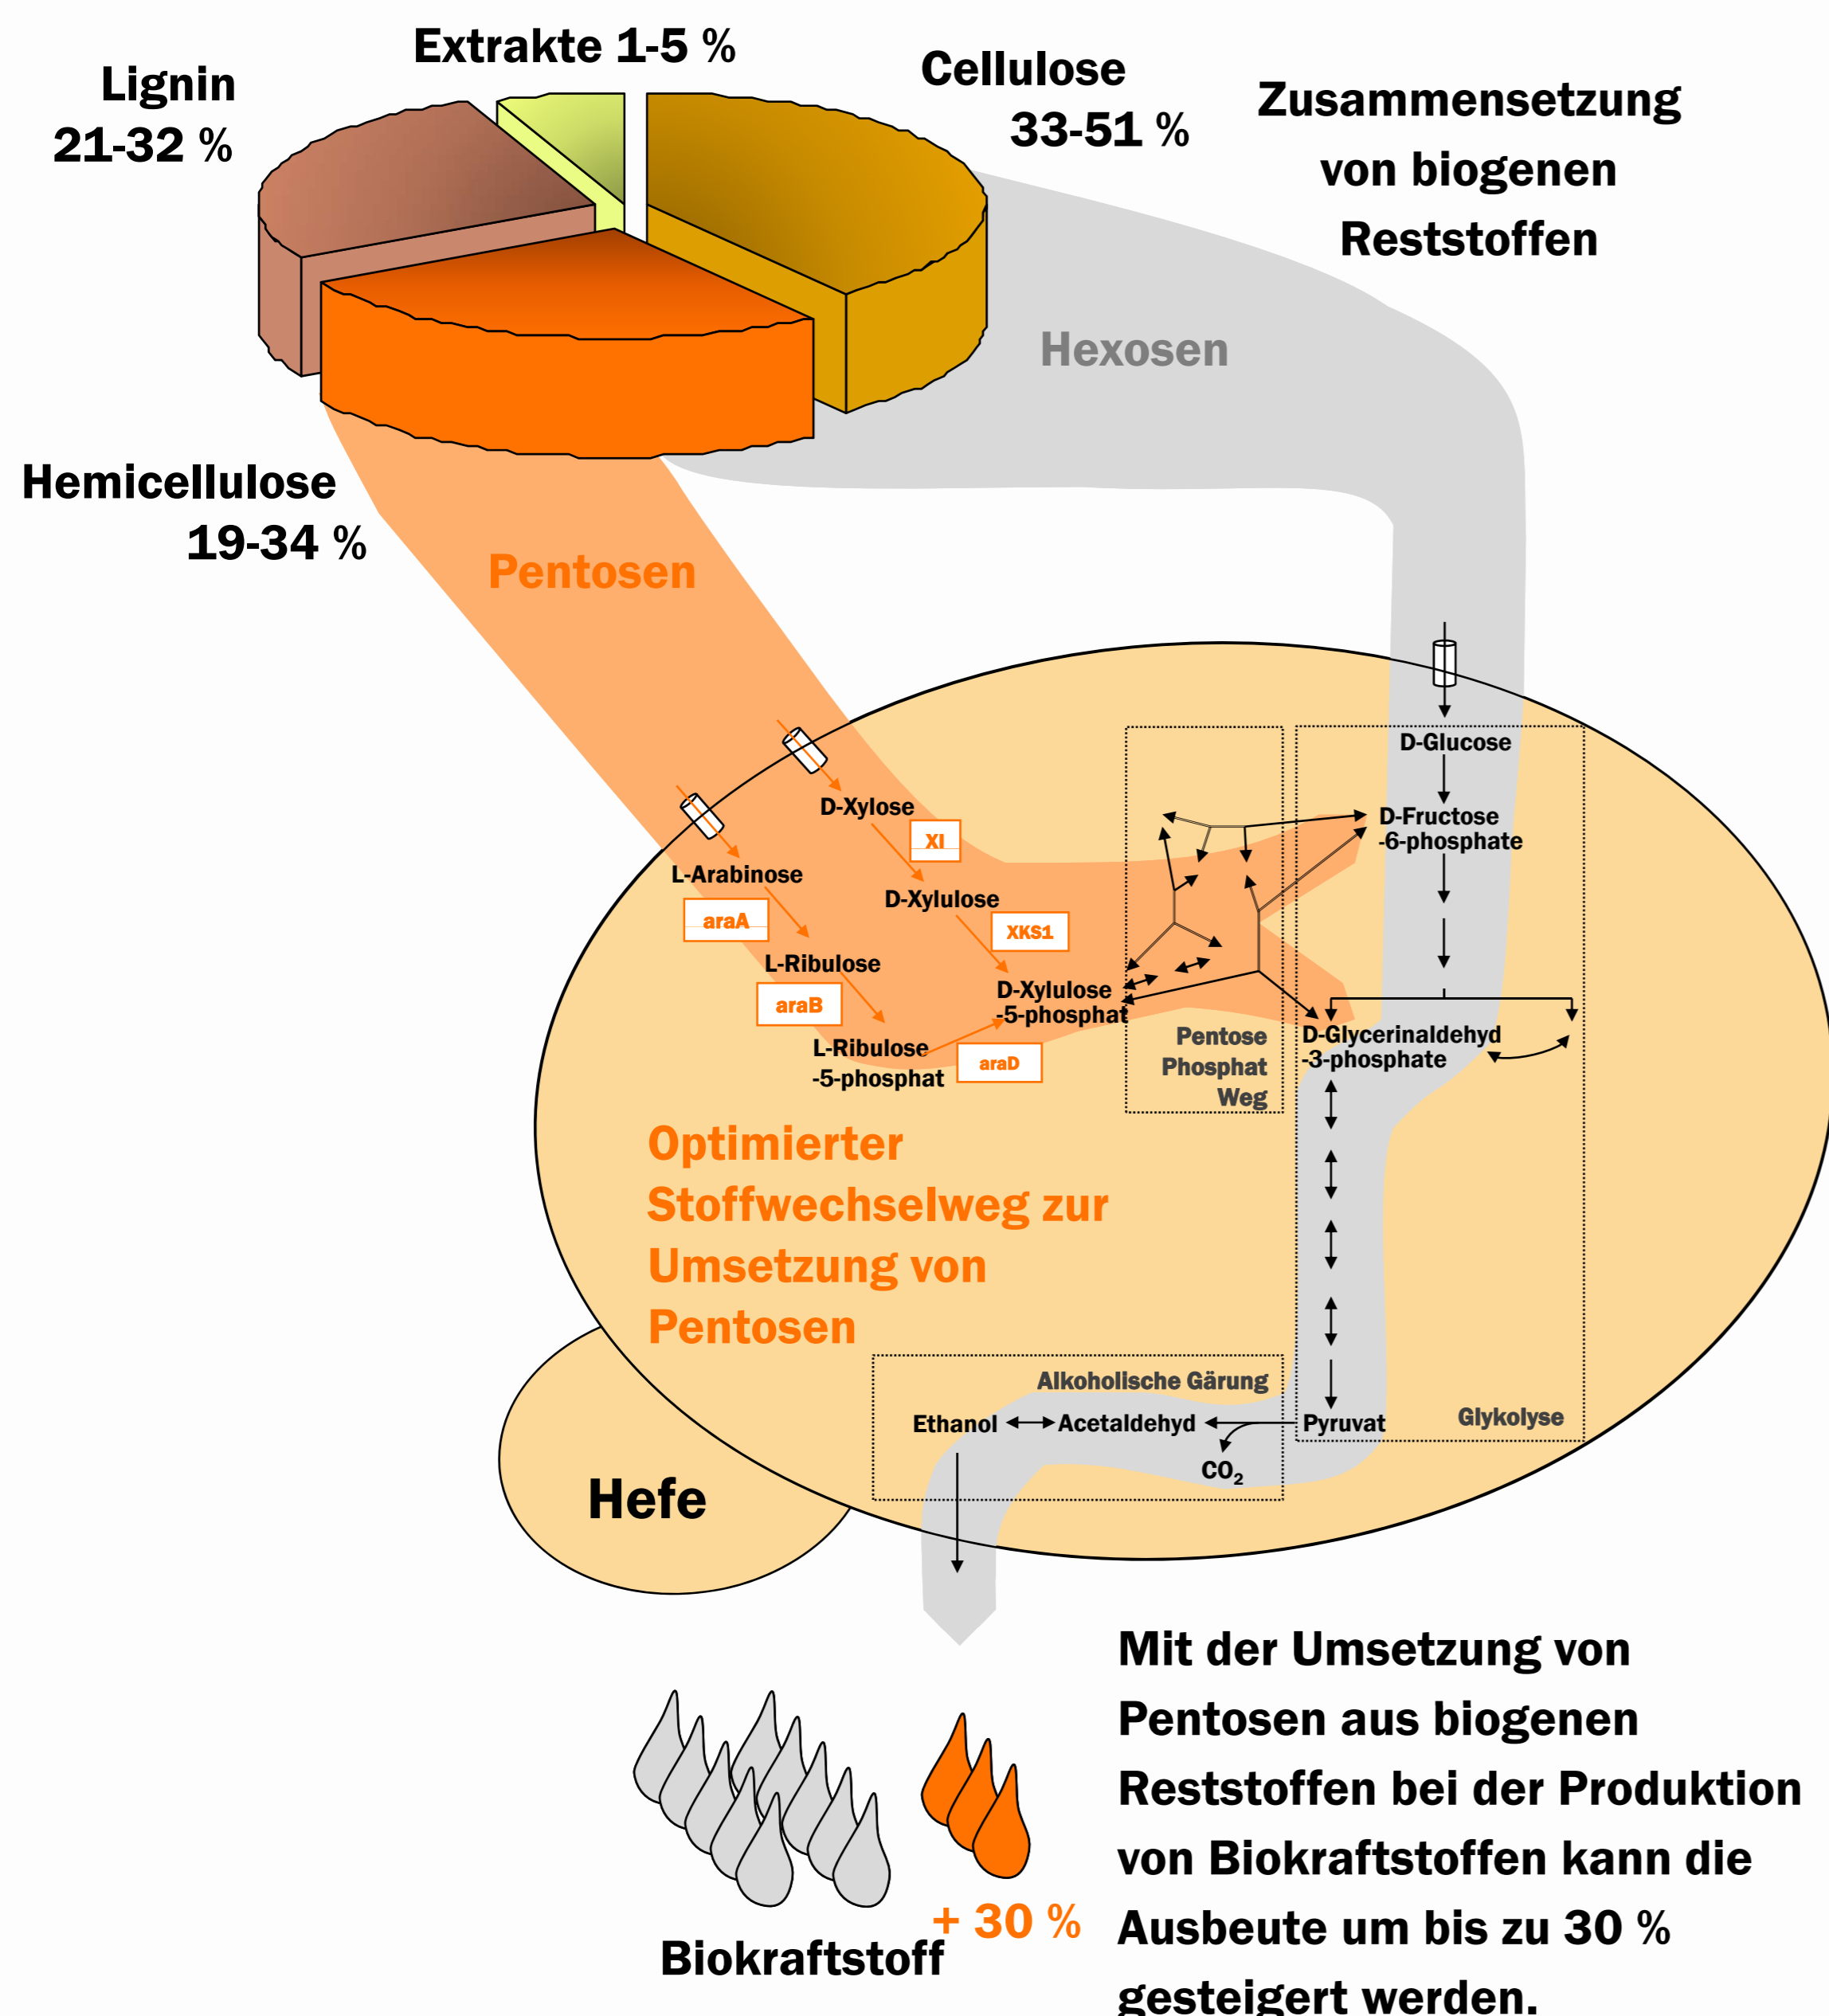 Extrakte 1-5 %
Lignin
21-32 %
Cellulose
33-51 %
Zusammensetzung
von biogenen
Reststoffen
Hexosen
Hemicellulose
19-34 %
Pentosen
D-Glucose
D-Fructose
-6-phosphate
D-Xylose
XI
L-Arabinose
D-Xylulose
araA
XKS1
L-Ribulose
D-Xylulose
-5-phosphat
araB
L-Ribulose
-5-phosphat
araD
Pentose
Phosphat
Weg
D-Glycerinaldehyd
-3-phosphate
Optimierter
Stoffwechselweg zur
Umsetzung von
Pentosen
Alkoholische Gärung
Ethanol
Acetaldehyd
Pyruvat
Glykolyse
CO₂
Hefe
Mit der Umsetzung von
Pentosen aus biogenen
Reststoffen bei der Produktion
von Biokraftstoffen kann die
Ausbeute um bis zu 30 %
gesteigert werden.
+ 30 %
Biokraftstoff